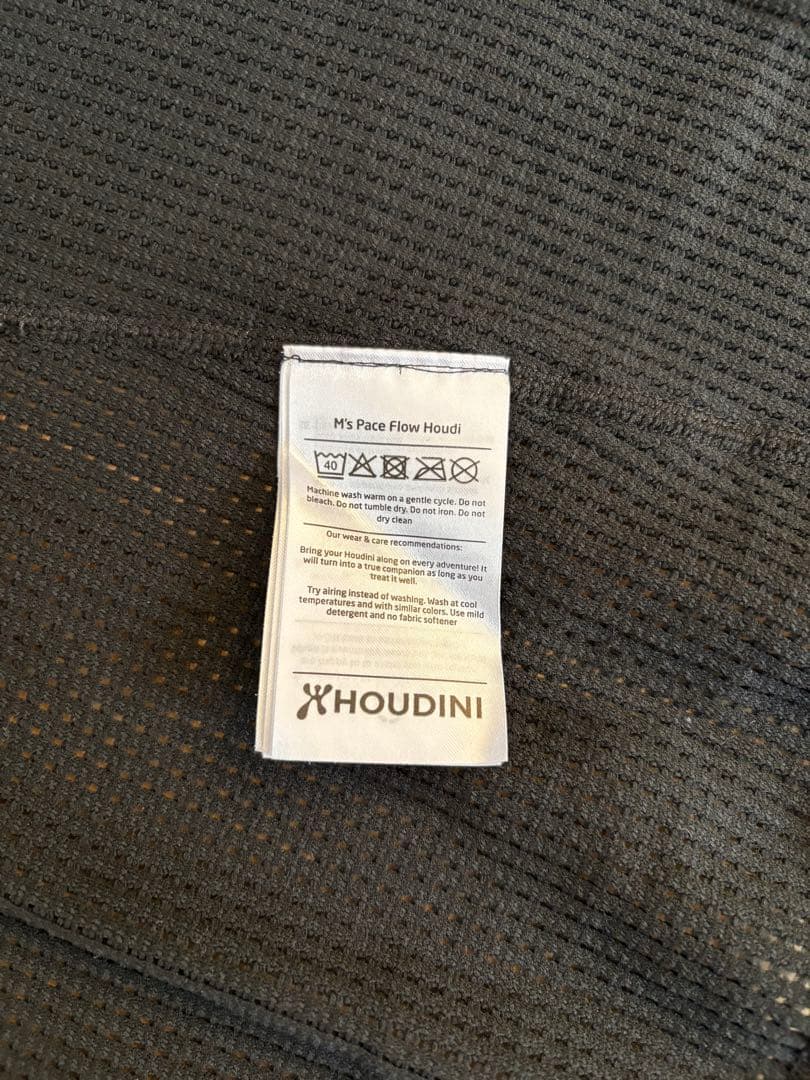 M's Pace Flow Houdi
40
Machine wash warm on a gentle cycle. Do not
bleach. Do not tumble dry. Do not iron. Do not
dry clean
Our wear & care recommendations:
Bring your Houdini along on every adventure! It
will turn into a true companion as long as you
treat it well.
Try airing instead of washing. Wash at cool
temperatures and with similar colors. Use mild
detergent and no fabric softener
HOUDINI